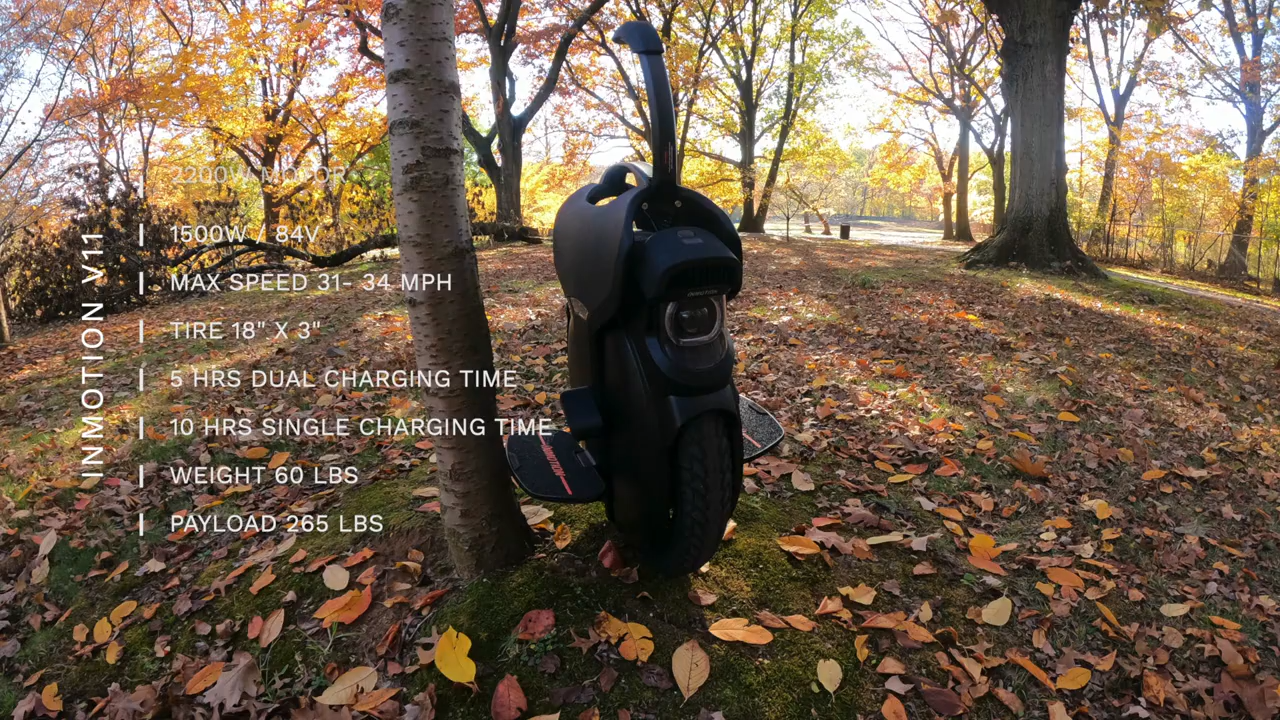 INMOTION V11
2200W MOTOR
1500W / 84V
MAX SPEED 31- 34 MPH
TIRE 18" X 3"
5 HRS DUAL CHARGING TIME
10 HRS SINGLE CHARGING TIME
WEIGHT 60 LBS
PAYLOAD 265 LBS
INMOTION